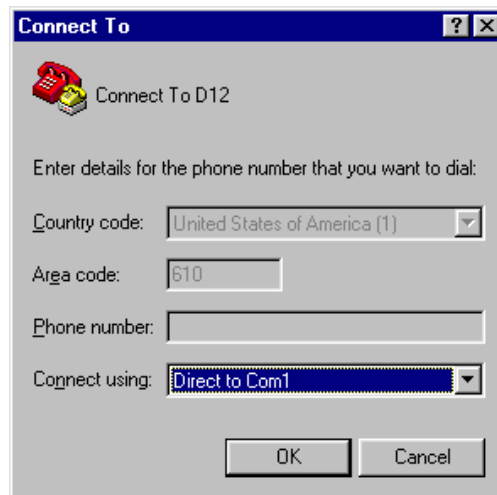 Connect To
Connect To D12
Enter details for the phone number that you want to dial:
Country code: United States of America (1)
Area code: 610
Phone number:
Connect using: Direct to Com1
OK Cancel